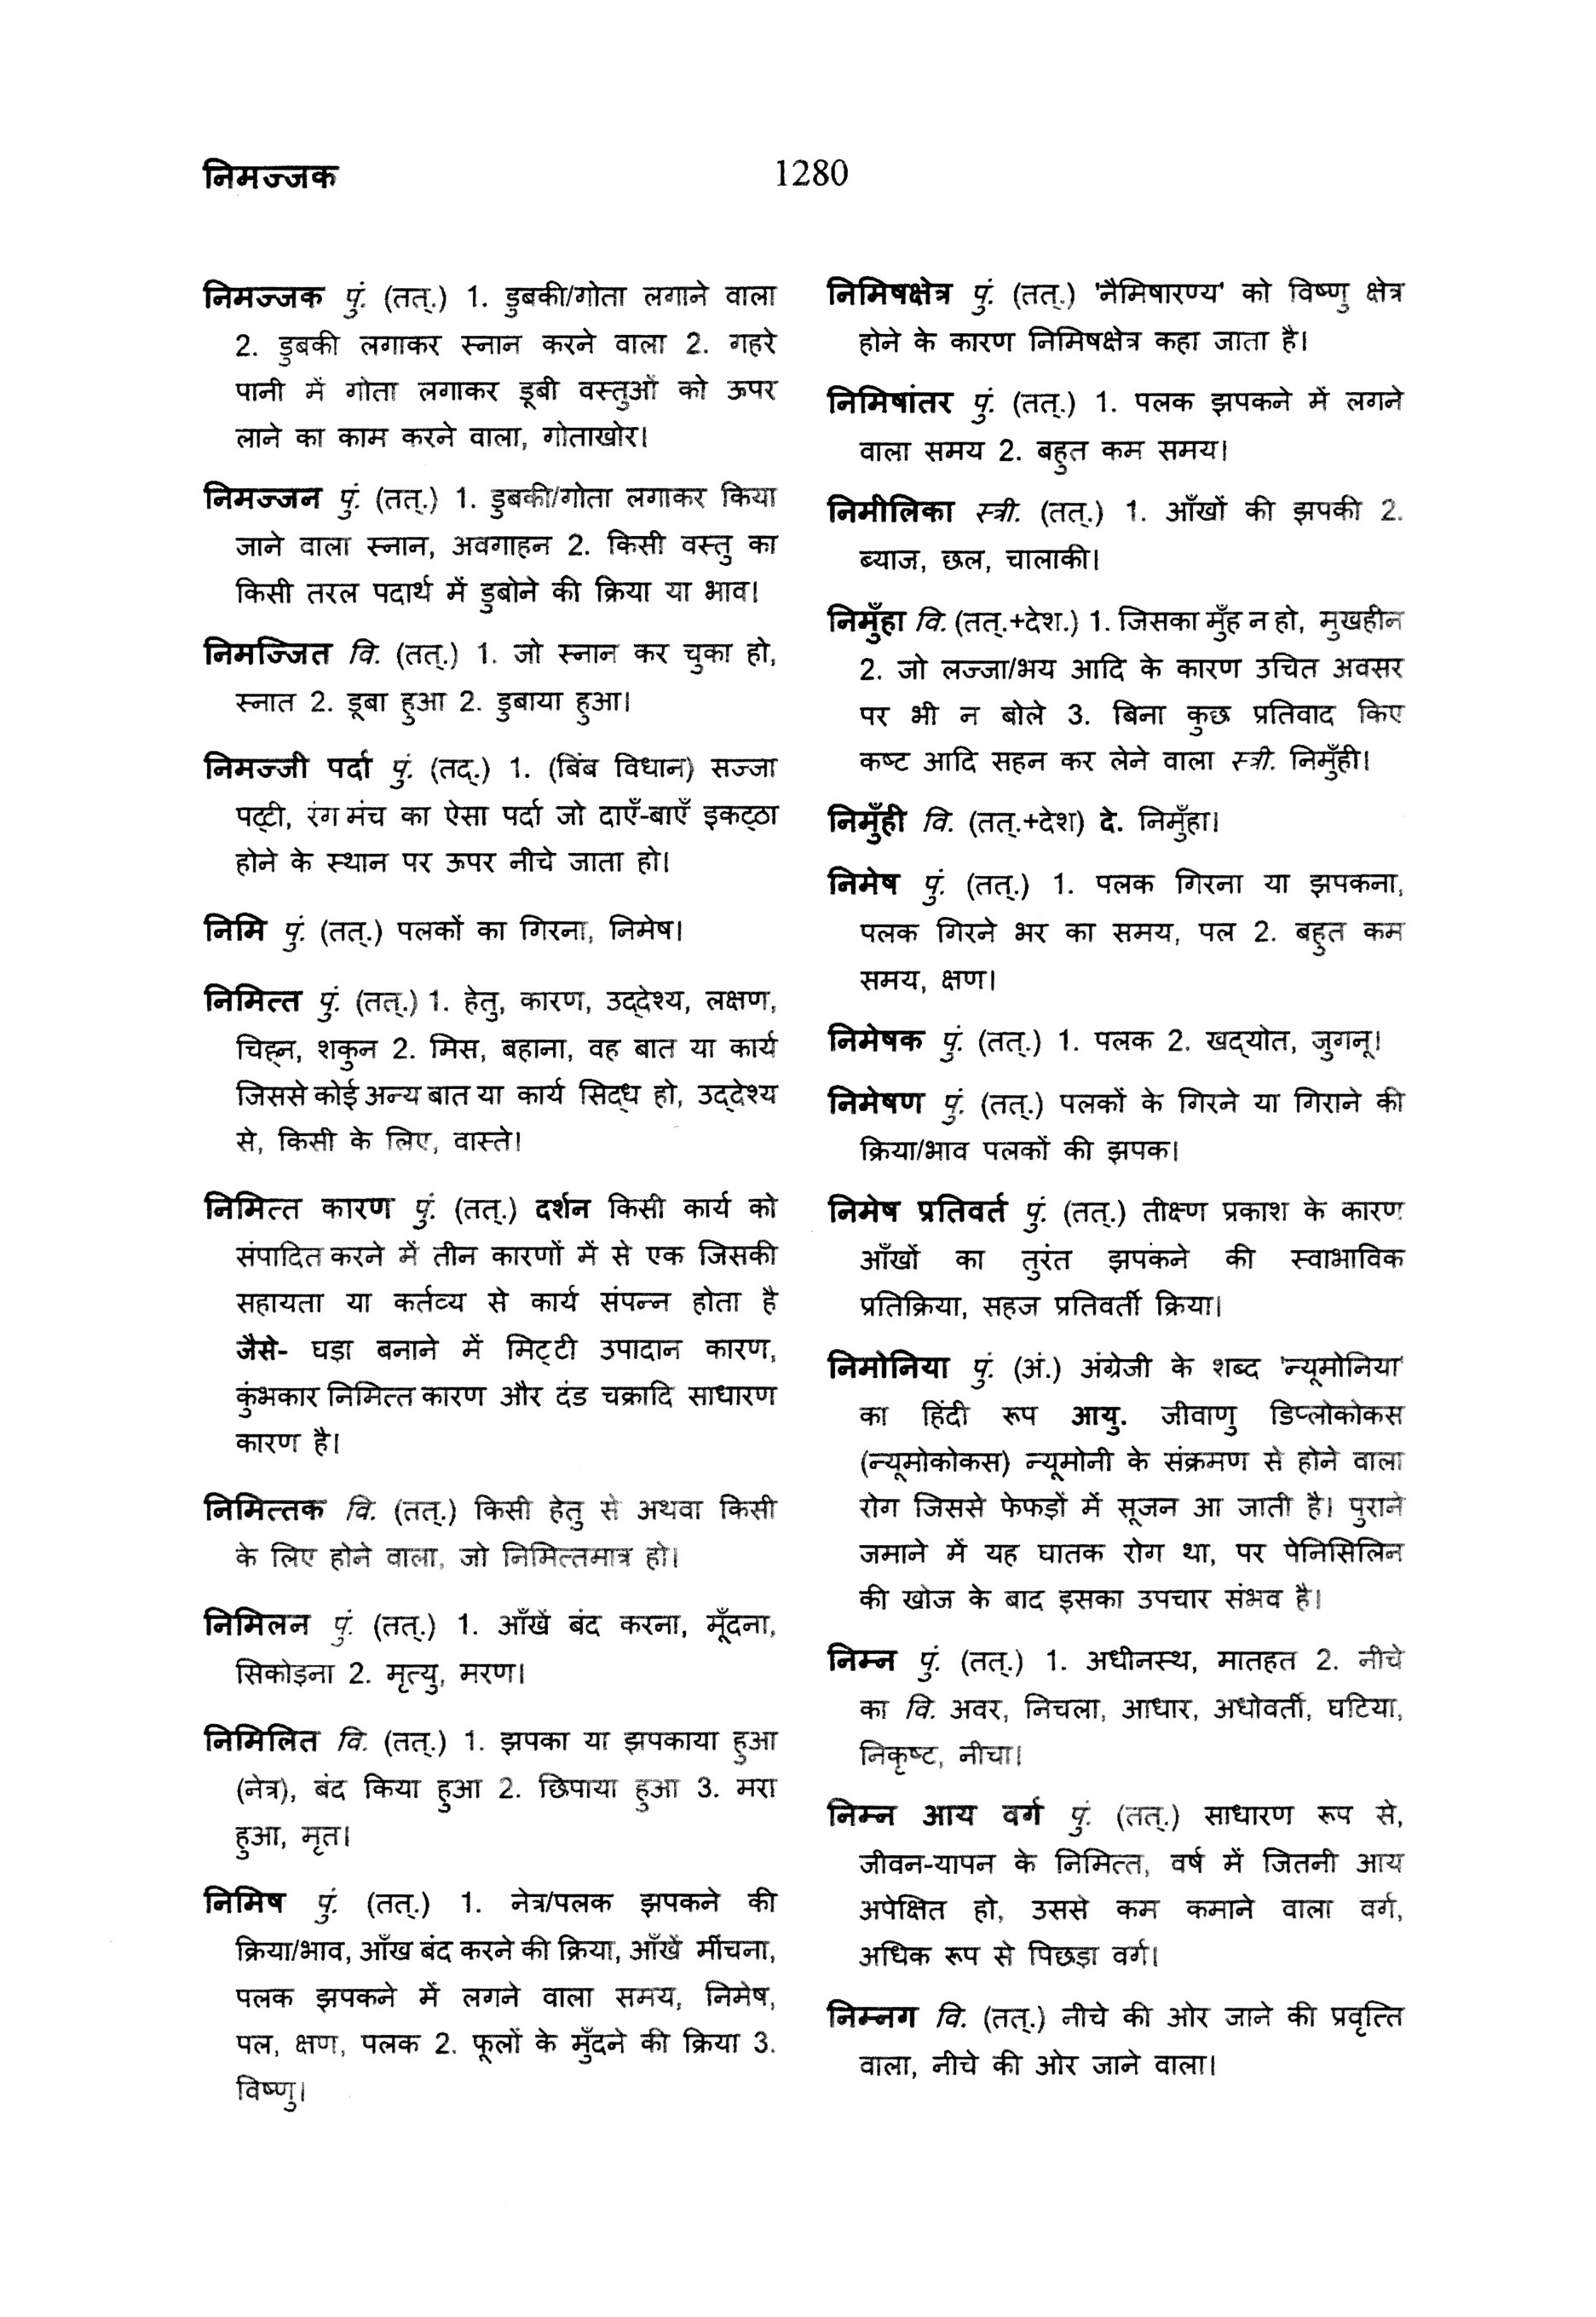 निमज्जक
1280
निमज्जक पुं. (तत्.) 1. डुबकी/गोता लगाने वाला
2. डुबकी लगाकर स्नान करने वाला 2. गहरे
पानी में गोता लगाकर डूबी वस्तुओं को ऊपर
लाने का काम करने वाला, गोताखोर।
निमज्जन पुं. (तत्.) 1. डुबकी/गोता लगाकर किया
जाने वाला स्नान, अवगाहन 2. किसी वस्तु का
किसी तरल पदार्थ में डुबोने की क्रिया या भाव।
निमज्जित वि. (तत्.) 1. जो स्नान कर चुका हो,
स्नात 2. डूबा हुआ 2. डुबाया हुआ।
निमज्जी पर्दा पुं. (तद्.) 1. (बिंब विधान) सज्जा
पट्टी, रंग मंच का ऐसा पर्दा जो दाएँ-बाएँ इकट्ठा
होने के स्थान पर ऊपर नीचे जाता हो।
निमि पुं. (तत्.) पलकों का गिरना, निमेष।
निमित्त पुं. (तत्.) 1. हेतु, कारण, उद्देश्य, लक्षण,
चिह्न, शकुन 2. मिस, बहाना, वह बात या कार्य
जिससे कोई अन्य बात या कार्य सिद्ध हो, उद्देश्य
से, किसी के लिए, वास्ते।
निमित्त कारण पुं. (तत्.) दर्शन किसी कार्य को
संपादित करने में तीन कारणों में से एक जिसकी
सहायता या कर्तव्य से कार्य संपन्न होता है
जैसे- घड़ा बनाने में मिट्टी उपादान कारण,
कुंभकार निमित्त कारण और दंड चक्रादि साधारण
कारण है।
निमित्तक वि. (तत्.) किसी हेतु से अथवा किसी
के लिए होने वाला, जो निमित्तमात्र हो।
निमिलन पुं. (तत्.) 1. आँखें बंद करना, मूँदना,
सिकोड़ना 2. मृत्यु, मरण।
निमिलित वि. (तत्.) 1. झपका या झपकाया हुआ
(नेत्र), बंद किया हुआ 2. छिपाया हुआ 3. मरा
हुआ, मृत।
निमिष पुं. (तत्.) 1. नेत्र/पलक झपकने की
क्रिया/भाव, आँख बंद करने की क्रिया, आँखें मींचना,
पलक झपकने में लगने वाला समय, निमेष,
पल, क्षण, पलक 2. फूलों के मुँदने की क्रिया 3.
विष्णु।
निमिषक्षेत्र पुं. (तत्.) 'नैमिषारण्य' को विष्णु क्षेत्र
होने के कारण निमिषक्षेत्र कहा जाता है।
निमिषांतर पुं. (तत्.) 1. पलक झपकने में लगने
वाला समय 2. बहुत कम समय।
निमीलिका स्त्री. (तत्.) 1. आँखों की झपकी 2.
ब्याज, छल, चालाकी।
निमुँहा वि. (तत्.+देश.) 1. जिसका मुँह न हो, मुखहीन
2. जो लज्जा/भय आदि के कारण उचित अवसर
पर भी न बोले 3. बिना कुछ प्रतिवाद किए
कष्ट आदि सहन कर लेने वाला स्त्री. निमुँही।
निमुँही वि. (तत्.+देश) दे. निमुँहा।
निमेष पुं. (तत्.) 1. पलक गिरना या झपकना,
पलक गिरने भर का समय, पल 2. बहुत कम
समय, क्षण।
निमेषक पुं. (तत्.) 1. पलक 2. खद्योत, जुगनू।
निमेषण पुं. (तत्.) पलकों के गिरने या गिराने की
क्रिया/भाव पलकों की झपक।
निमेष प्रतिवर्त पुं. (तत्.) तीक्ष्ण प्रकाश के कारण
आँखों का तुरंत झपकने की स्वाभाविक
प्रतिक्रिया, सहज प्रतिवर्ती क्रिया।
निमोनिया पुं. (अं.) अंग्रेजी के शब्द 'न्यूमोनिया'
का हिंदी रूप आयु. जीवाणु डिप्लोकोकस
(न्यूमोकोकस) न्यूमोनी के संक्रमण से होने वाला
रोग जिससे फेफड़ों में सूजन आ जाती है। पुराने
जमाने में यह घातक रोग था, पर पेनिसिलिन
की खोज के बाद इसका उपचार संभव है।
निम्न पुं. (तत्.) 1. अधीनस्थ, मातहत 2. नीचे
का वि. अवर, निचला, आधार, अधोवर्ती, घटिया,
निकृष्ट, नीचा।
निम्न आय वर्ग पुं. (तत्.) साधारण रूप से,
जीवन-यापन के निमित्त, वर्ष में जितनी आय
अपेक्षित हो, उससे कम कमाने वाला वर्ग,
अधिक रूप से पिछड़ा वर्ग।
निम्नग वि. (तत्.) नीचे की ओर जाने की प्रवृत्ति
वाला, नीचे की ओर जाने वाला।